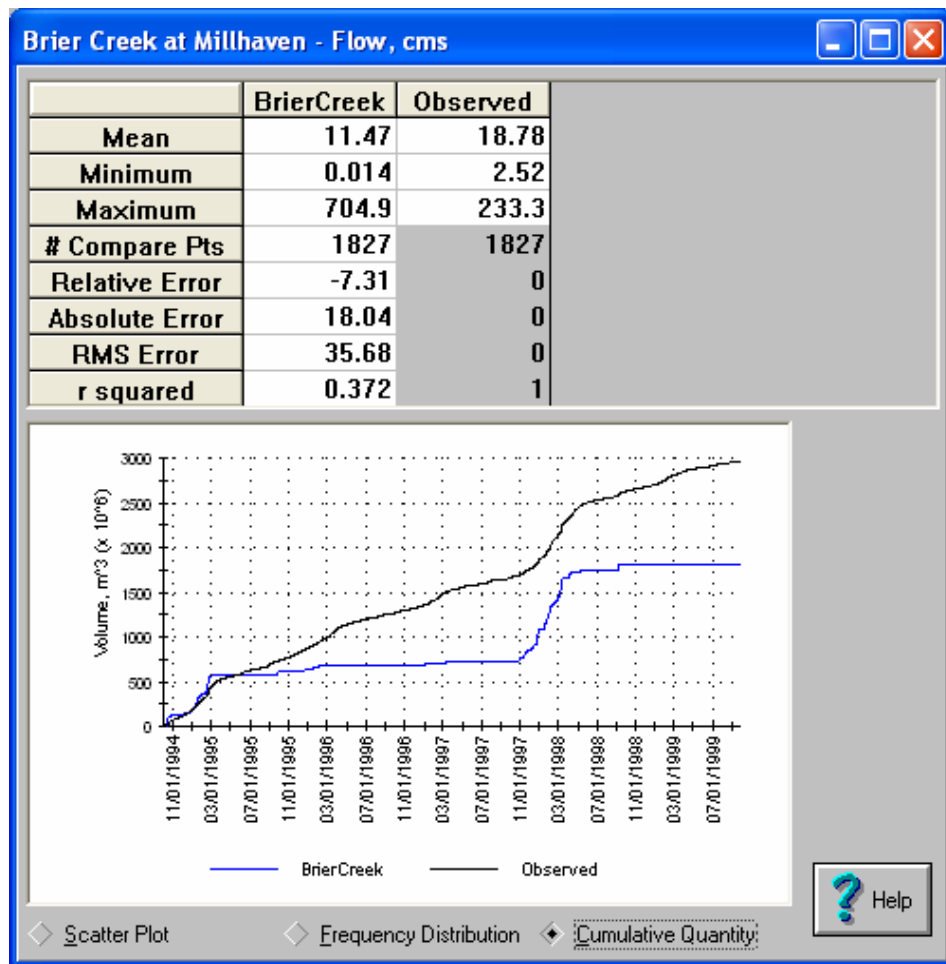 Brier Creek at Millhaven - Flow, cms
BrierCreek Observed
Mean 11.47 18.78
Minimum 0.014 2.52
Maximum 704.9 233.3
# Compare Pts 1827 1827
Relative Error -7.31 0
Absolute Error 18.04 0
RMS Error 35.68 0
r squared 0.372 1
Volume, m^3 (x 10^6)
3000
2500
2000
1500
1000
500
0
11/01/1994
03/01/1995
07/01/1995
11/01/1995
03/01/1996
07/01/1996
11/01/1996
03/01/1997
07/01/1997
11/01/1997
03/01/1998
07/01/1998
11/01/1998
03/01/1999
07/01/1999
BrierCreek Observed
? Help
Scatter Plot Frequency Distribution Cumulative Quantity